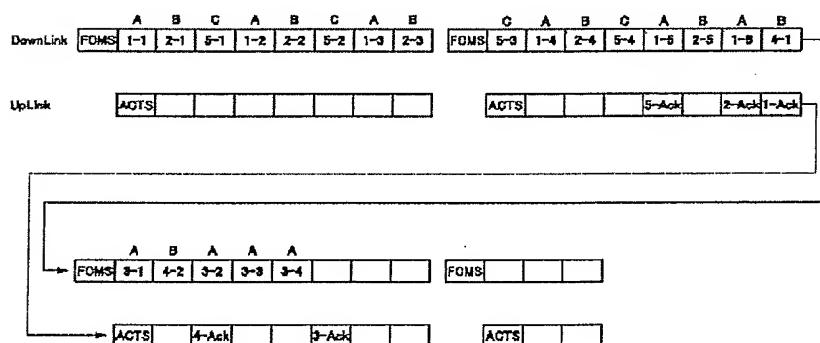 A B C A B C A B C A B C A B A B
DownLink FCMS 1-1 2-1 5-1 1-2 2-2 5-2 1-3 2-3 FCMS 5-3 1-4 2-4 5-4 1-5 2-5 1-6 4-1
UpLink ACTS ACTS 5-Ack 2-Ack 1-Ack
A B A A A
FCMS 3-1 4-2 3-2 3-3 3-4 FCMS
ACTS 4-Ack 3-Ack ACTS